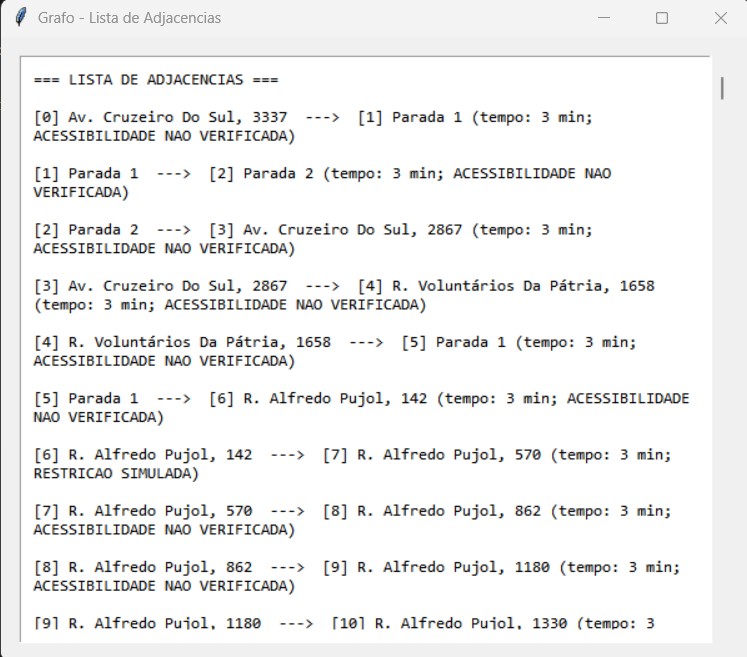 Grafo - Lista de Adjacencias
=== LISTA DE ADJACENCIAS ===
[0] Av. Cruzeiro Do Sul, 3337  --->  [1] Parada 1 (tempo: 3 min;
ACESSIBILIDADE NAO VERIFICADA)
[1] Parada 1  --->  [2] Parada 2 (tempo: 3 min; ACESSIBILIDADE NAO
VERIFICADA)
[2] Parada 2  --->  [3] Av. Cruzeiro Do Sul, 2867 (tempo: 3 min;
ACESSIBILIDADE NAO VERIFICADA)
[3] Av. Cruzeiro Do Sul, 2867  --->  [4] R. Voluntários Da Pátria, 1658
(tempo: 3 min; ACESSIBILIDADE NAO VERIFICADA)
[4] R. Voluntários Da Pátria, 1658  --->  [5] Parada 1 (tempo: 3 min;
ACESSIBILIDADE NAO VERIFICADA)
[5] Parada 1  --->  [6] R. Alfredo Pujol, 142 (tempo: 3 min; ACESSIBILIDADE
NAO VERIFICADA)
[6] R. Alfredo Pujol, 142  --->  [7] R. Alfredo Pujol, 570 (tempo: 3 min;
RESTRICAO SIMULADA)
[7] R. Alfredo Pujol, 570  --->  [8] R. Alfredo Pujol, 862 (tempo: 3 min;
ACESSIBILIDADE NAO VERIFICADA)
[8] R. Alfredo Pujol, 862  --->  [9] R. Alfredo Pujol, 1180 (tempo: 3 min;
ACESSIBILIDADE NAO VERIFICADA)
[9] R. Alfredo Pujol, 1180  --->  [10] R. Alfredo Pujol, 1330 (tempo: 3